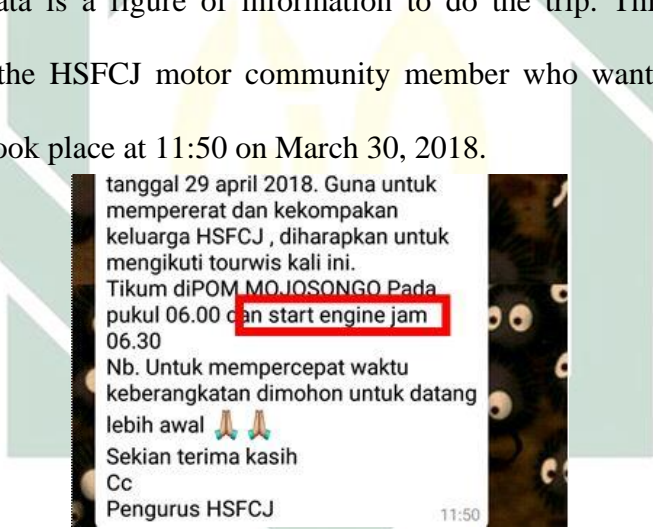 ata is a figure of information to do the trip.
the HSFCJ motor community member who want
ook place at 11:50 on March 30, 2018.
tanggal 29 april 2018. Guna untuk
mempererat dan kekompakan
keluarga HSFCJ , diharapkan untuk
mengikuti tourwis kali ini.
Tikum diPOM MOJOSONGO Pada
pukul 06.00 dan start engine jam
06.30
Nb. Untuk mempercepat waktu
keberangkatan dimohon untuk datang
lebih awal 🙏🙏
Sekian terima kasih
Cc
Pengurus HSFCJ
11:50